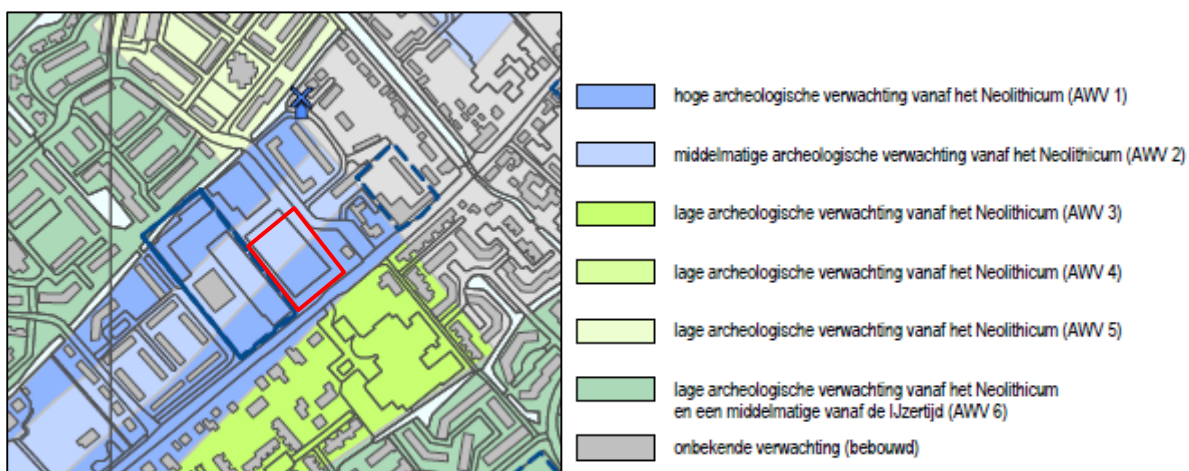 hoge archeologische verwachting vanaf het Neolithicum (AWV 1)
middelmatige archeologische verwachting vanaf het Neolithicum (AWV 2)
lage archeologische verwachting vanaf het Neolithicum (AWV 3)
lage archeologische verwachting vanaf het Neolithicum (AWV 4)
lage archeologische verwachting vanaf het Neolithicum (AWV 5)
lage archeologische verwachting vanaf het Neolithicum
en een middelmatige vanaf de IJzertijd (AWV 6)
onbekende verwachting (bebouwd)